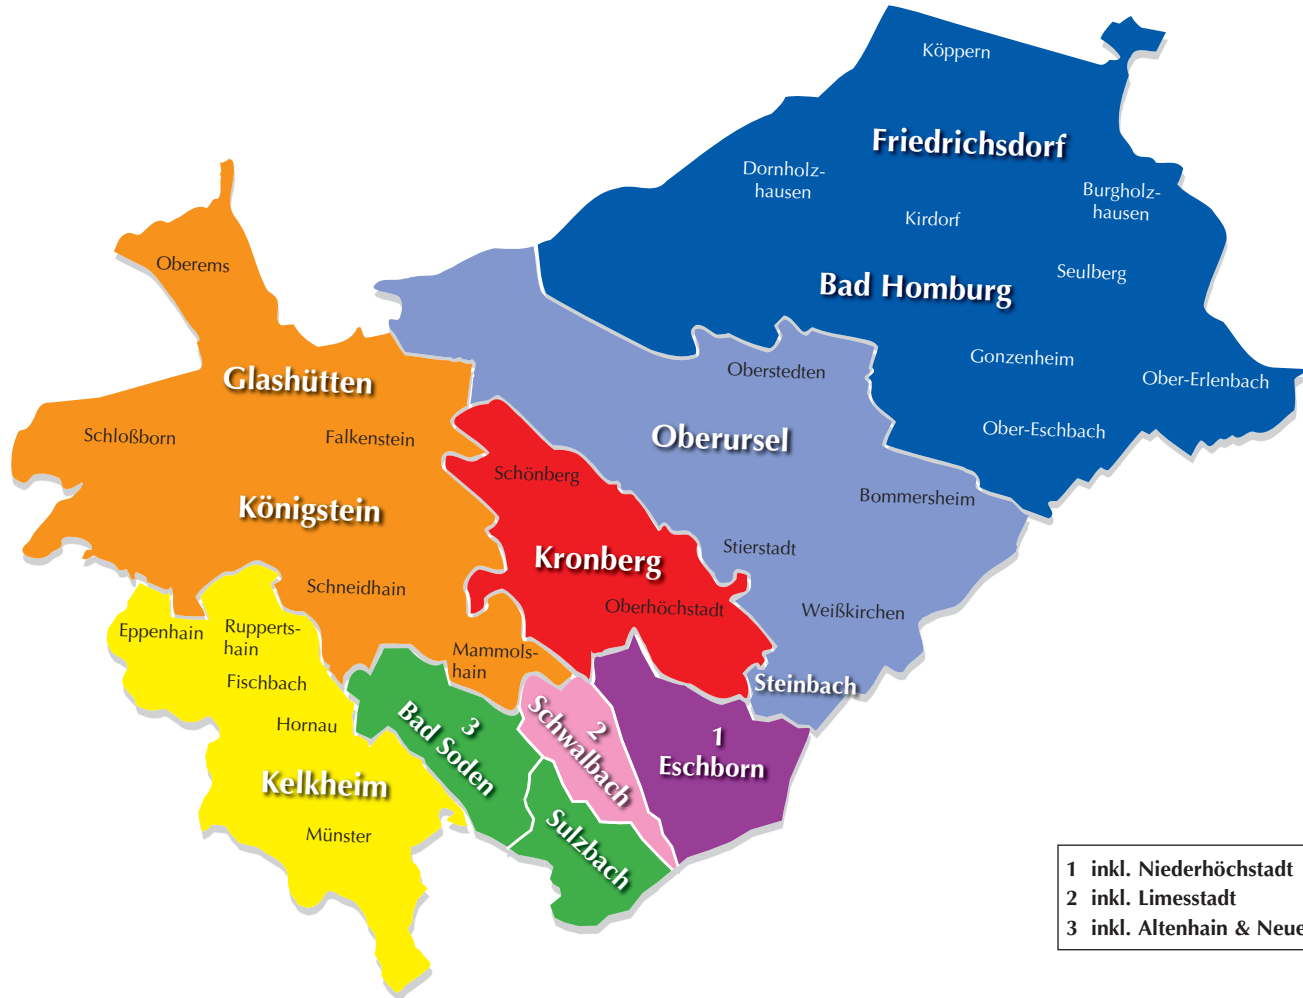 Köppern
Friedrichsdorf
Dornholz-
hausen
Burgholz-
hausen
Kirdorf
Oberems
Seulberg
Bad Homburg
Gonzenheim
Oberstedten
Ober-Erlenbach
Glashütten
Schloßborn
Falkenstein
Oberursel
Ober-Eschbach
Schönberg
Bommersheim
Königstein
Kronberg
Stierstadt
Schneidhain
Oberhöchstadt
Weißkirchen
Eppenhain
Rupperts-
hain
Mammols-
hain
Fischbach
Steinbach
Hornau
3
Bad Soden
2
Schwalbach
1
Eschborn
Kelkheim
Münster
Sulzbach
1 inkl. Niederhöchstadt
2 inkl. Limesstadt
3 inkl. Altenhain & Neue